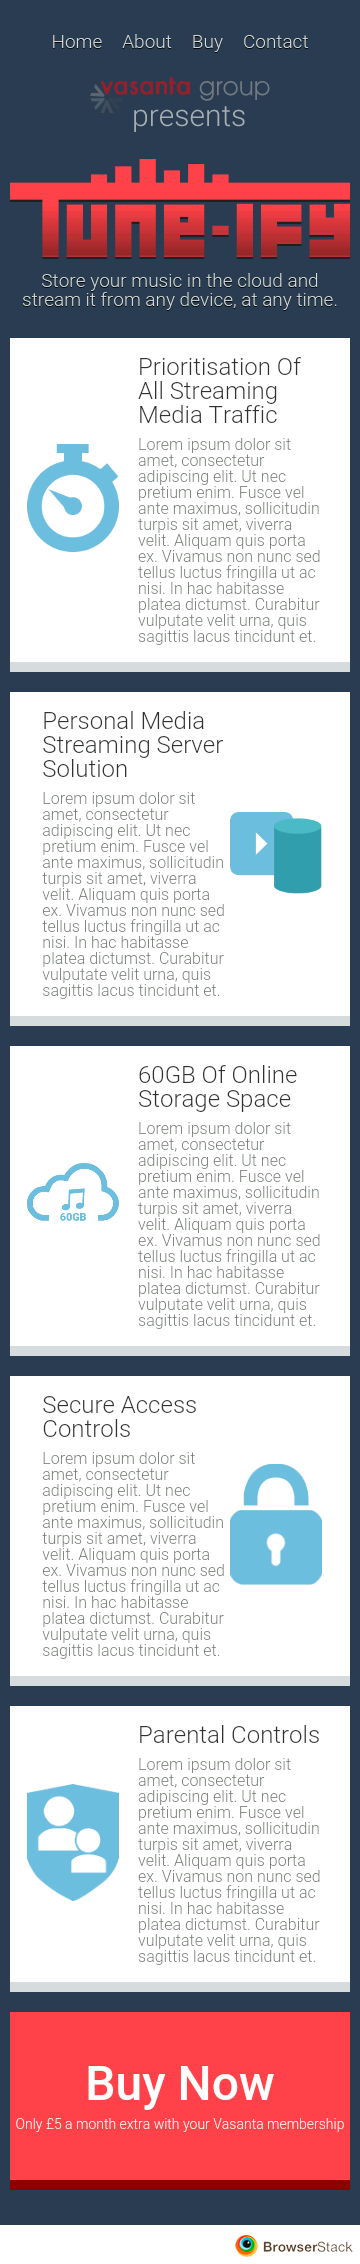 Home About Buy Contact
vasanta group
presents
Tune-ify
Store your music in the cloud and
stream it from any device, at any time.
Prioritisation Of
All Streaming
Media Traffic
Lorem ipsum dolor sit
amet, consectetur
adipiscing elit. Ut nec
pretium enim. Fusce vel
ante maximus, sollicitudin
turpis sit amet, viverra
velit. Aliquam quis porta
ex. Vivamus non nunc sed
tellus luctus fringilla ut ac
nisi. In hac habitasse
platea dictumst. Curabitur
vulputate velit urna, quis
sagittis lacus tincidunt et.
Personal Media
Streaming Server
Solution
Lorem ipsum dolor sit
amet, consectetur
adipiscing elit. Ut nec
pretium enim. Fusce vel
ante maximus, sollicitudin
turpis sit amet, viverra
velit. Aliquam quis porta
ex. Vivamus non nunc sed
tellus luctus fringilla ut ac
nisi. In hac habitasse
platea dictumst. Curabitur
vulputate velit urna, quis
sagittis lacus tincidunt et.
60GB Of Online
Storage Space
60GB
Lorem ipsum dolor sit
amet, consectetur
adipiscing elit. Ut nec
pretium enim. Fusce vel
ante maximus, sollicitudin
turpis sit amet, viverra
velit. Aliquam quis porta
ex. Vivamus non nunc sed
tellus luctus fringilla ut ac
nisi. In hac habitasse
platea dictumst. Curabitur
vulputate velit urna, quis
sagittis lacus tincidunt et.
Secure Access
Controls
Lorem ipsum dolor sit
amet, consectetur
adipiscing elit. Ut nec
pretium enim. Fusce vel
ante maximus, sollicitudin
turpis sit amet, viverra
velit. Aliquam quis porta
ex. Vivamus non nunc sed
tellus luctus fringilla ut ac
nisi. In hac habitasse
platea dictumst. Curabitur
vulputate velit urna, quis
sagittis lacus tincidunt et.
Parental Controls
Lorem ipsum dolor sit
amet, consectetur
adipiscing elit. Ut nec
pretium enim. Fusce vel
ante maximus, sollicitudin
turpis sit amet, viverra
velit. Aliquam quis porta
ex. Vivamus non nunc sed
tellus luctus fringilla ut ac
nisi. In hac habitasse
platea dictumst. Curabitur
vulputate velit urna, quis
sagittis lacus tincidunt et.
Buy Now
Only £5 a month extra with your Vasanta membership
BrowserStack